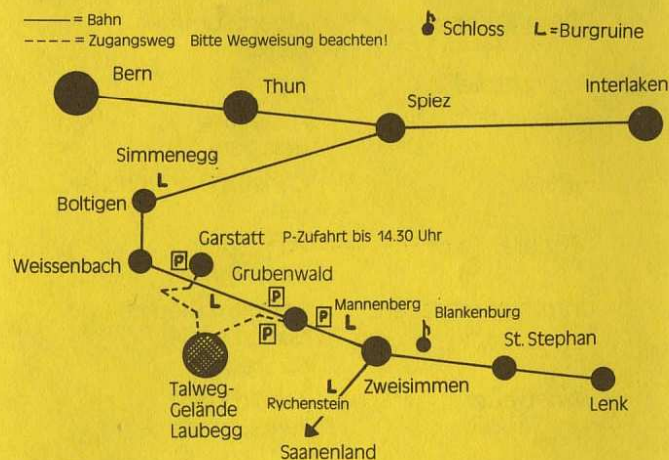 = Bahn
= Zugangsweg Bitte Wegweisung beachten!
Schloss
L=Burgruine
Bern
Thun
Spiez
Interlaken
Simmenegg
L
Boltigen
Garstatt P-Zufahrt bis 14.30 Uhr
Weissenbach
P
Grubenwald
L
P
P
P
Mannenberg
L
Blankenburg
St. Stephan
Talweg-
Gelände
Laubegg
L
Rychenstein
Zweisimmen
Lenk
Saanenland